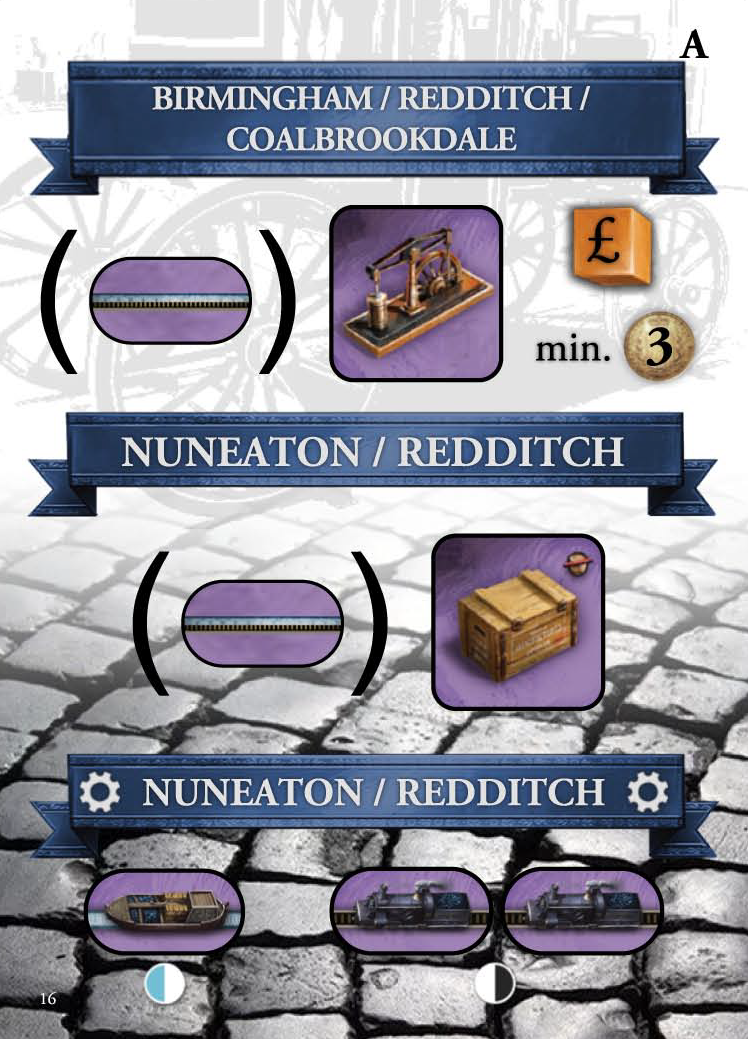 A
BIRMINGHAM / REDDITCH /
COALBROOKDALE
£
min. 3
NUNEATON / REDDITCH
NUNEATON / REDDITCH
16